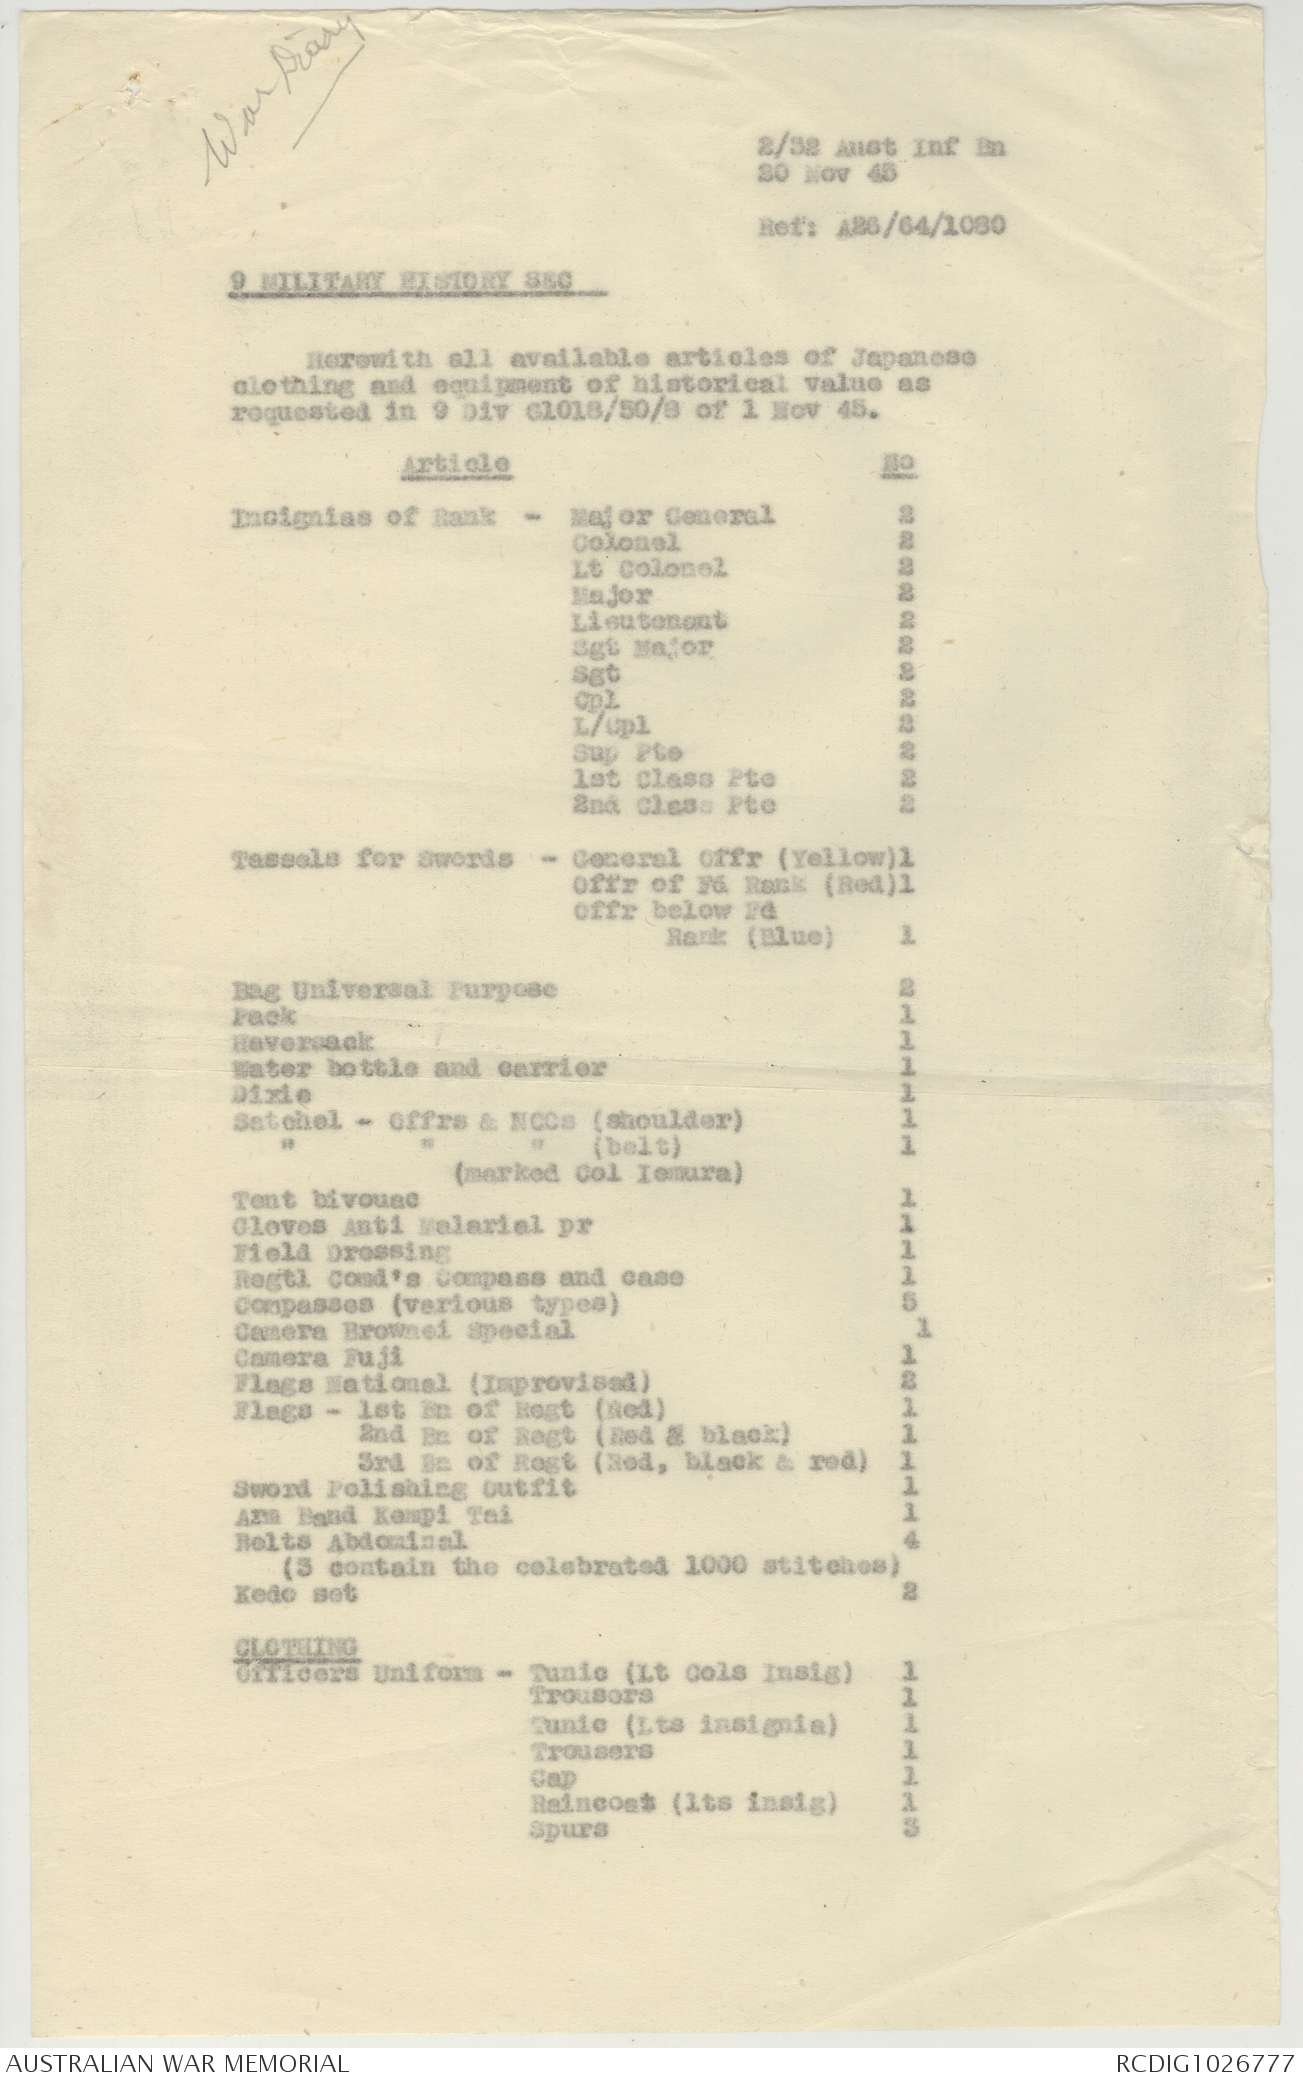 War Diary
2/32 Aust Inf Bn
20 Nov 45
Ref: A26/64/1080
9 MILITARY HISTORY SEC
Herewith all available articles of Japanese
clothing and equipment of historical value as
requested in 9 Div G1018/50/8 of 1 Nov 45.
Article No
Insignias of Rank - Major General 2
Colonel 2
Lt Colonel 2
Major 2
Lieutenant 2
Sgt Major 2
Sgt 2
Cpl 2
L/Cpl 2
Sup Pte 2
1st Class Pte 2
2nd Class Pte 2
Tassels for Swords - General Offr (Yellow)1
Offr of Fd Rank (Red)1
Offr below Fd
Rank (Blue) 1
Bag Universal Purpose 2
Pack 1
Haversack 1
Water bottle and carrier 1
Dixie 1
Satchel - Offrs & NCOs (shoulder) 1
" " " (belt) 1
(marked Col Iemura)
Tent bivouac 1
Gloves Anti Malarial pr 1
Field Dressing 1
Regtl Comd's Compass and case 1
Compasses (various types) 5
Camera Brownei Special 1
Camera Fuji 1
Flags National (Improvised) 2
Flags - 1st Bn of Regt (Red) 1
2nd Bn of Regt (Red & black) 1
3rd Bn of Regt (Red, black & red) 1
Sword Polishing Outfit 1
Arm Band Kempi Tai 1
Belts Abdominal 4
(3 contain the celebrated 1000 stitches)
Kedo set 2
CLOTHING
Officers Uniform - Tunic (Lt Cols Insig) 1
Trousers 1
Tunic (Lts insignia) 1
Trousers 1
Cap 1
Raincoat (lts insig) 1
Spurs 3
AUSTRALIAN WAR MEMORIAL RCDIG1026777